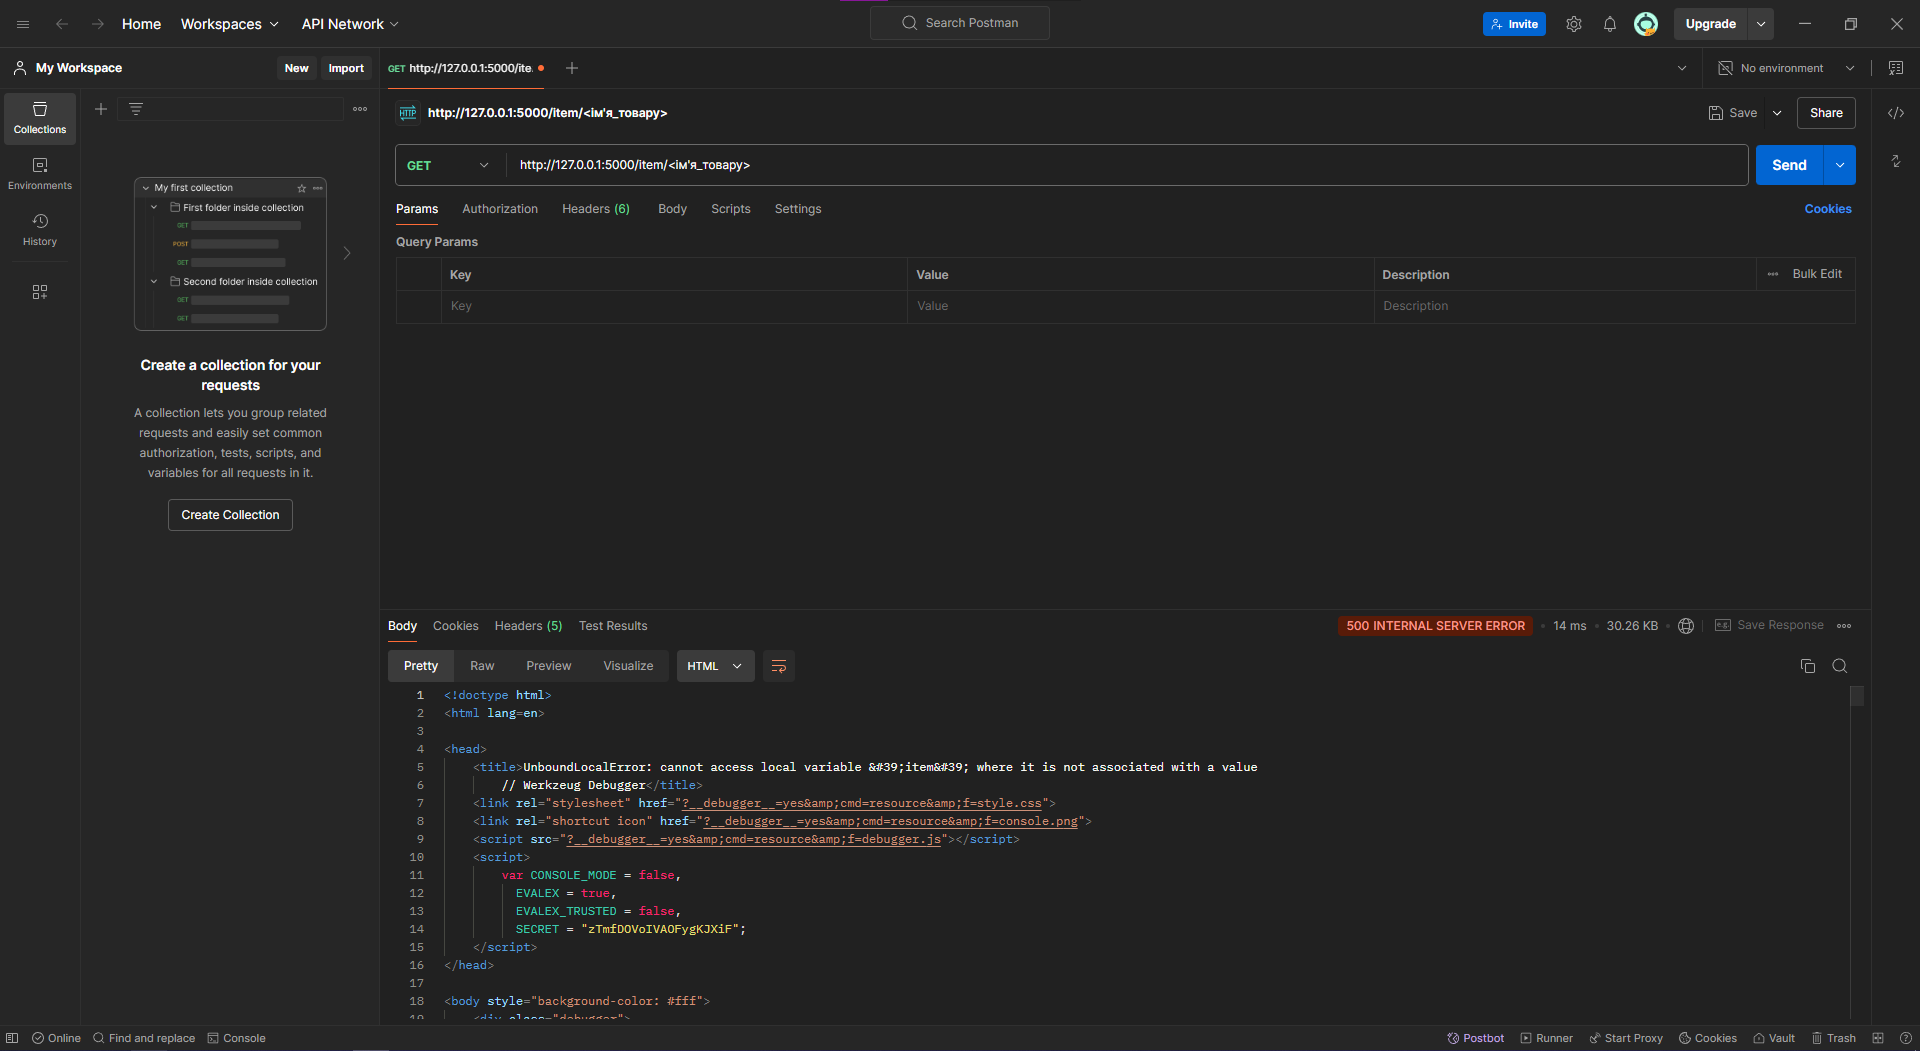 Home Workspaces API Network Search Postman Invite Upgrade
My Workspace New Import GET http://127.0.0.1:5000/ite. No environment
Collections
Environments
History
My first collection
First folder inside collection
GET
POST
GET
Second folder inside collection
GET
GET
Create a collection for your
requests
A collection lets you group related
requests and easily set common
authorization, tests, scripts, and
variables for all requests in it.
Create Collection
HTTP http://127.0.0.1:5000/item/<ім'я_товару> Save Share
GET http://127.0.0.1:5000/item/<ім'я_товару> Send
Params Authorization Headers (6) Body Scripts Settings Cookies
Query Params
Key Value Description Bulk Edit
Key Value Description
Body Cookies Headers (5) Test Results 500 INTERNAL SERVER ERROR 14 ms 30.26 KB Save Response
Pretty Raw Preview Visualize HTML
1 <!doctype html>
2 <html lang=en>
3
4 <head>
5 <title>UnboundLocalError: cannot access local variable &#39;item&#39; where it is not associated with a value
6 // Werkzeug Debugger</title>
7 <link rel="stylesheet" href="?__debugger__=yes&amp;cmd=resource&amp;f=style.css">
8 <link rel="shortcut icon" href="?__debugger__=yes&amp;cmd=resource&amp;f=console.png">
9 <script src="?__debugger__=yes&amp;cmd=resource&amp;f=debugger.js"></script>
10 <script>
11 var CONSOLE_MODE = false,
12 EVALEX = true,
13 EVALEX_TRUSTED = false,
14 SECRET = "zTmfDOVoIVAOFygKJXiF";
15 </script>
16 </head>
17
18 <body style="background-color: #fff">
19 <div class="debugger">
Online Find and replace Console Postbot Runner Start Proxy Cookies Vault Trash